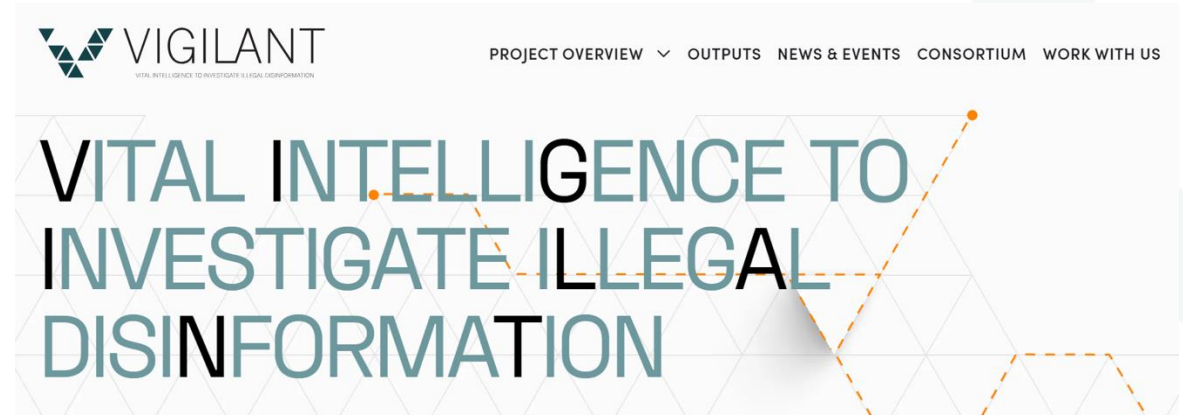 VIGILANT
VITAL INTELLIGENCE TO INVESTIGATE ILLEGAL DISINFORMATION
PROJECT OVERVIEW OUTPUTS NEWS & EVENTS CONSORTIUM WORK WITH US
VITAL INTELLIGENCE TO
INVESTIGATE ILLEGAL
DISINFORMATION